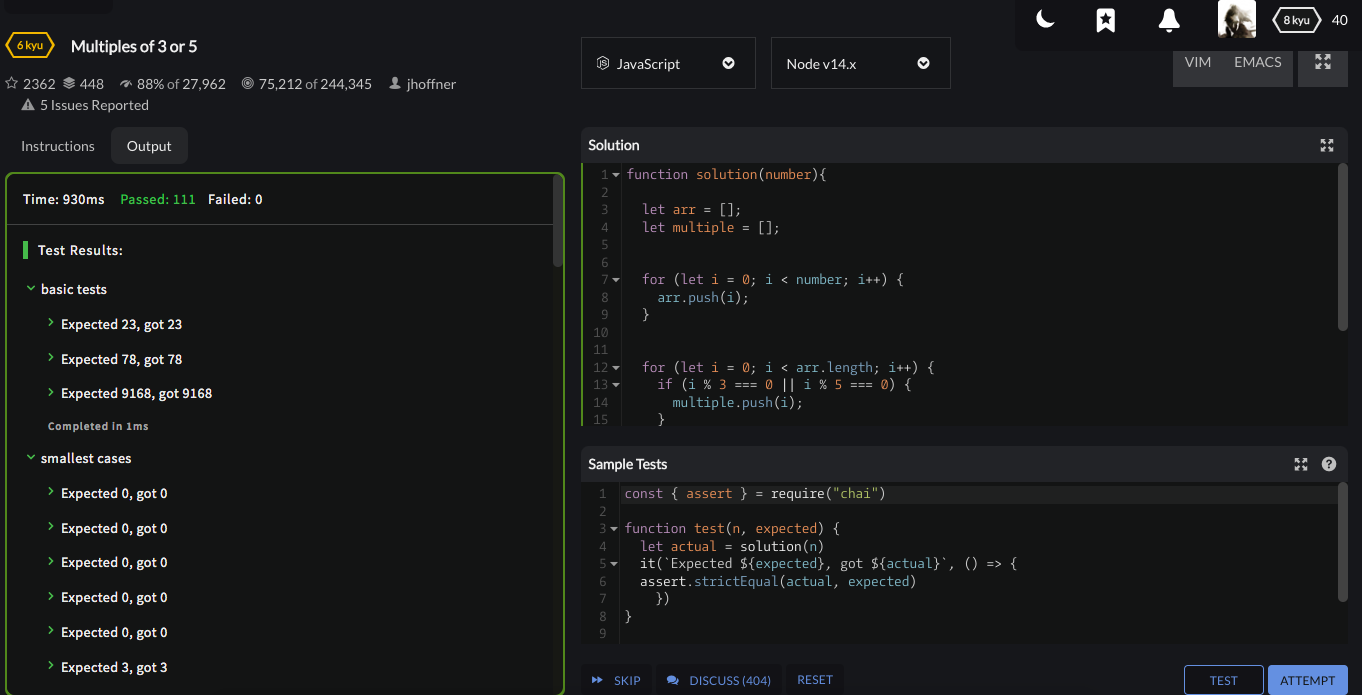 6 kyu
Multiples of 3 or 5
2362 448 88% of 27,962 75,212 of 244,345 jhoffner
5 Issues Reported
8 kyu 40
JavaScript
Node v14.x
VIM EMACS
Instructions Output
Time: 930ms Passed: 111 Failed: 0
Test Results:
basic tests
Expected 23, got 23
Expected 78, got 78
Expected 9168, got 9168
Completed in 1ms
smallest cases
Expected 0, got 0
Expected 0, got 0
Expected 0, got 0
Expected 0, got 0
Expected 0, got 0
Expected 3, got 3
Solution
1 function solution(number){
2
3 let arr = [];
4 let multiple = [];
5
6
7 for (let i = 0; i < number; i++) {
8 arr.push(i);
9 }
10
11
12 for (let i = 0; i < arr.length; i++) {
13 if (i % 3 === 0 || i % 5 === 0) {
14 multiple.push(i);
15 }
Sample Tests
1 const { assert } = require("chai")
2
3 function test(n, expected) {
4 let actual = solution(n)
5 it(`Expected ${expected}, got ${actual}`, () => {
6 assert.strictEqual(actual, expected)
7 })
8 }
9
SKIP DISCUSS (404) RESET TEST ATTEMPT